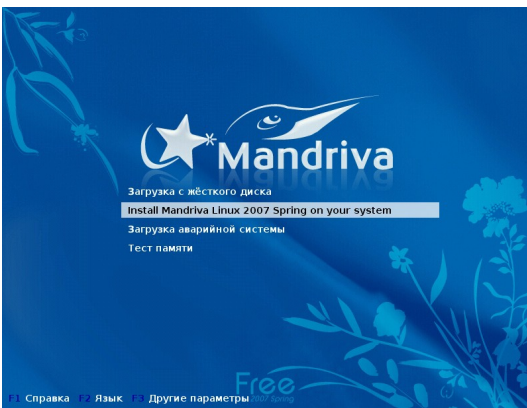 Mandriva
Загрузка с жёсткого диска
Install Mandriva Linux 2007 Spring on your system
Загрузка аварийной системы
Тест памяти
Free
2007 Spring
F1 Справка F2 Язык F3 Другие параметры